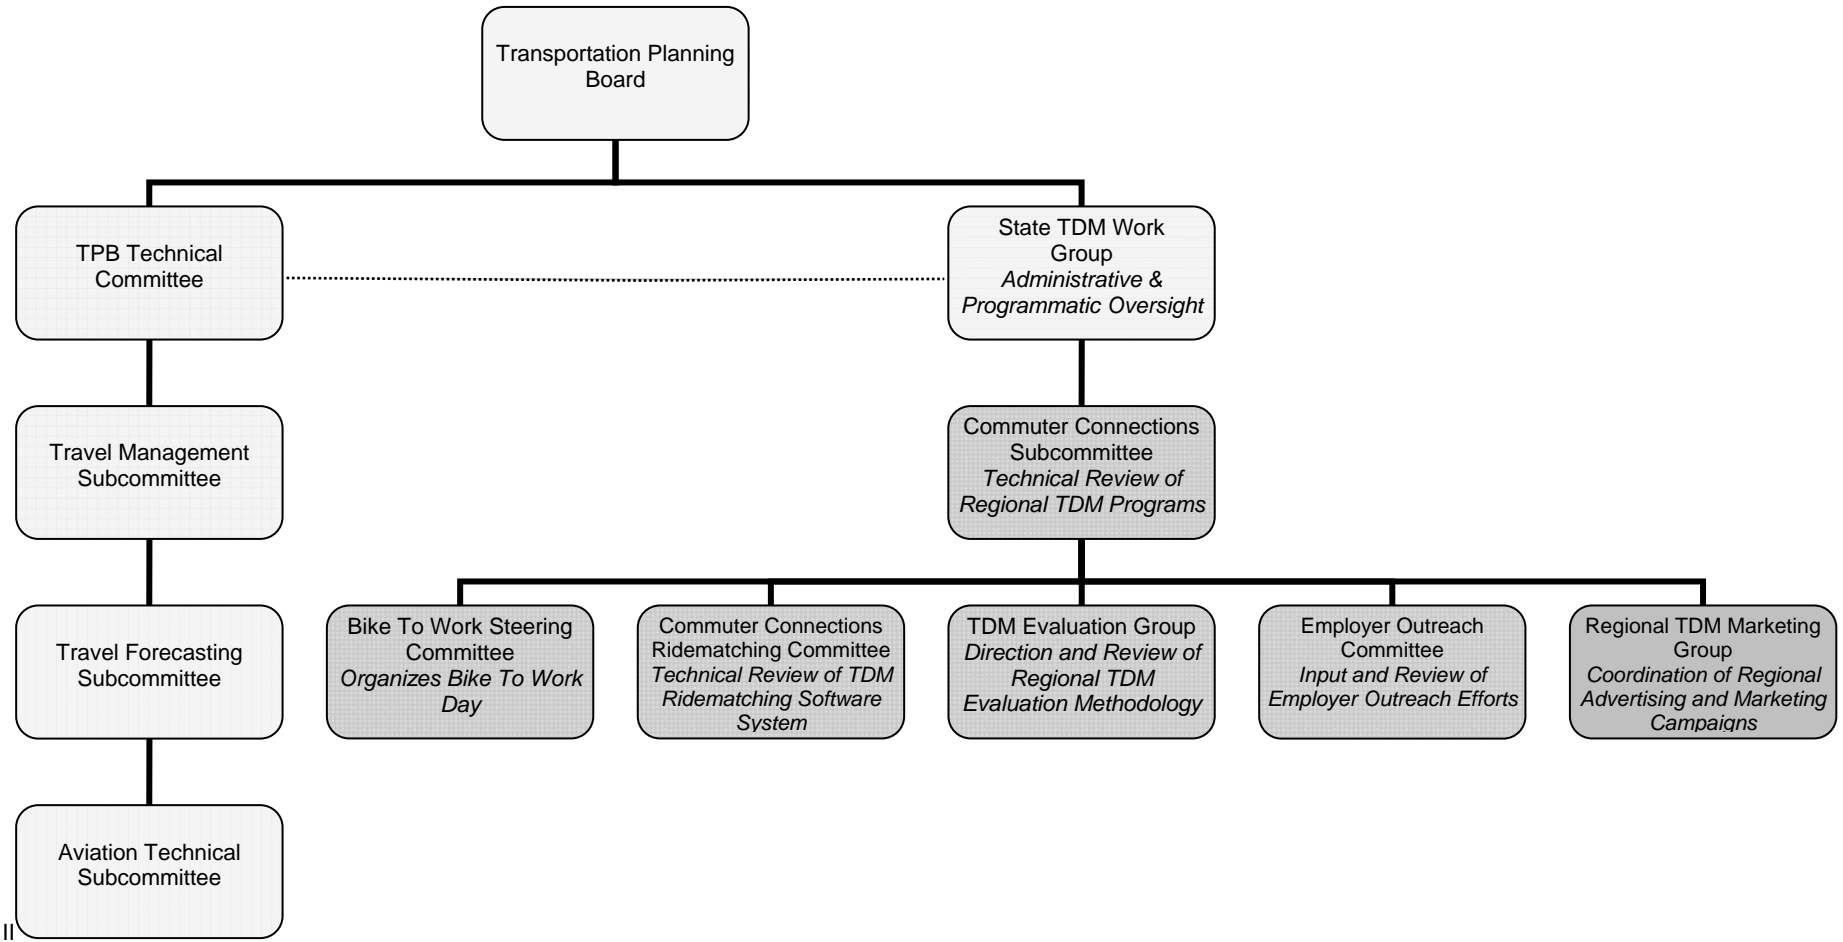 Transportation Planning
Board
TPB Technical
Committee
State TDM Work
Group
Administrative &
Programmatic Oversight
Travel Management
Subcommittee
Commuter Connections
Subcommittee
Technical Review of
Regional TDM Programs
Travel Forecasting
Subcommittee
Bike To Work Steering
Committee
Organizes Bike To Work
Day
Commuter Connections
Ridematching Committee
Technical Review of TDM
Ridematching Software
System
TDM Evaluation Group
Direction and Review of
Regional TDM
Evaluation Methodology
Employer Outreach
Committee
Input and Review of
Employer Outreach Efforts
Regional TDM Marketing
Group
Coordination of Regional
Advertising and Marketing
Campaigns
Aviation Technical
Subcommittee
II